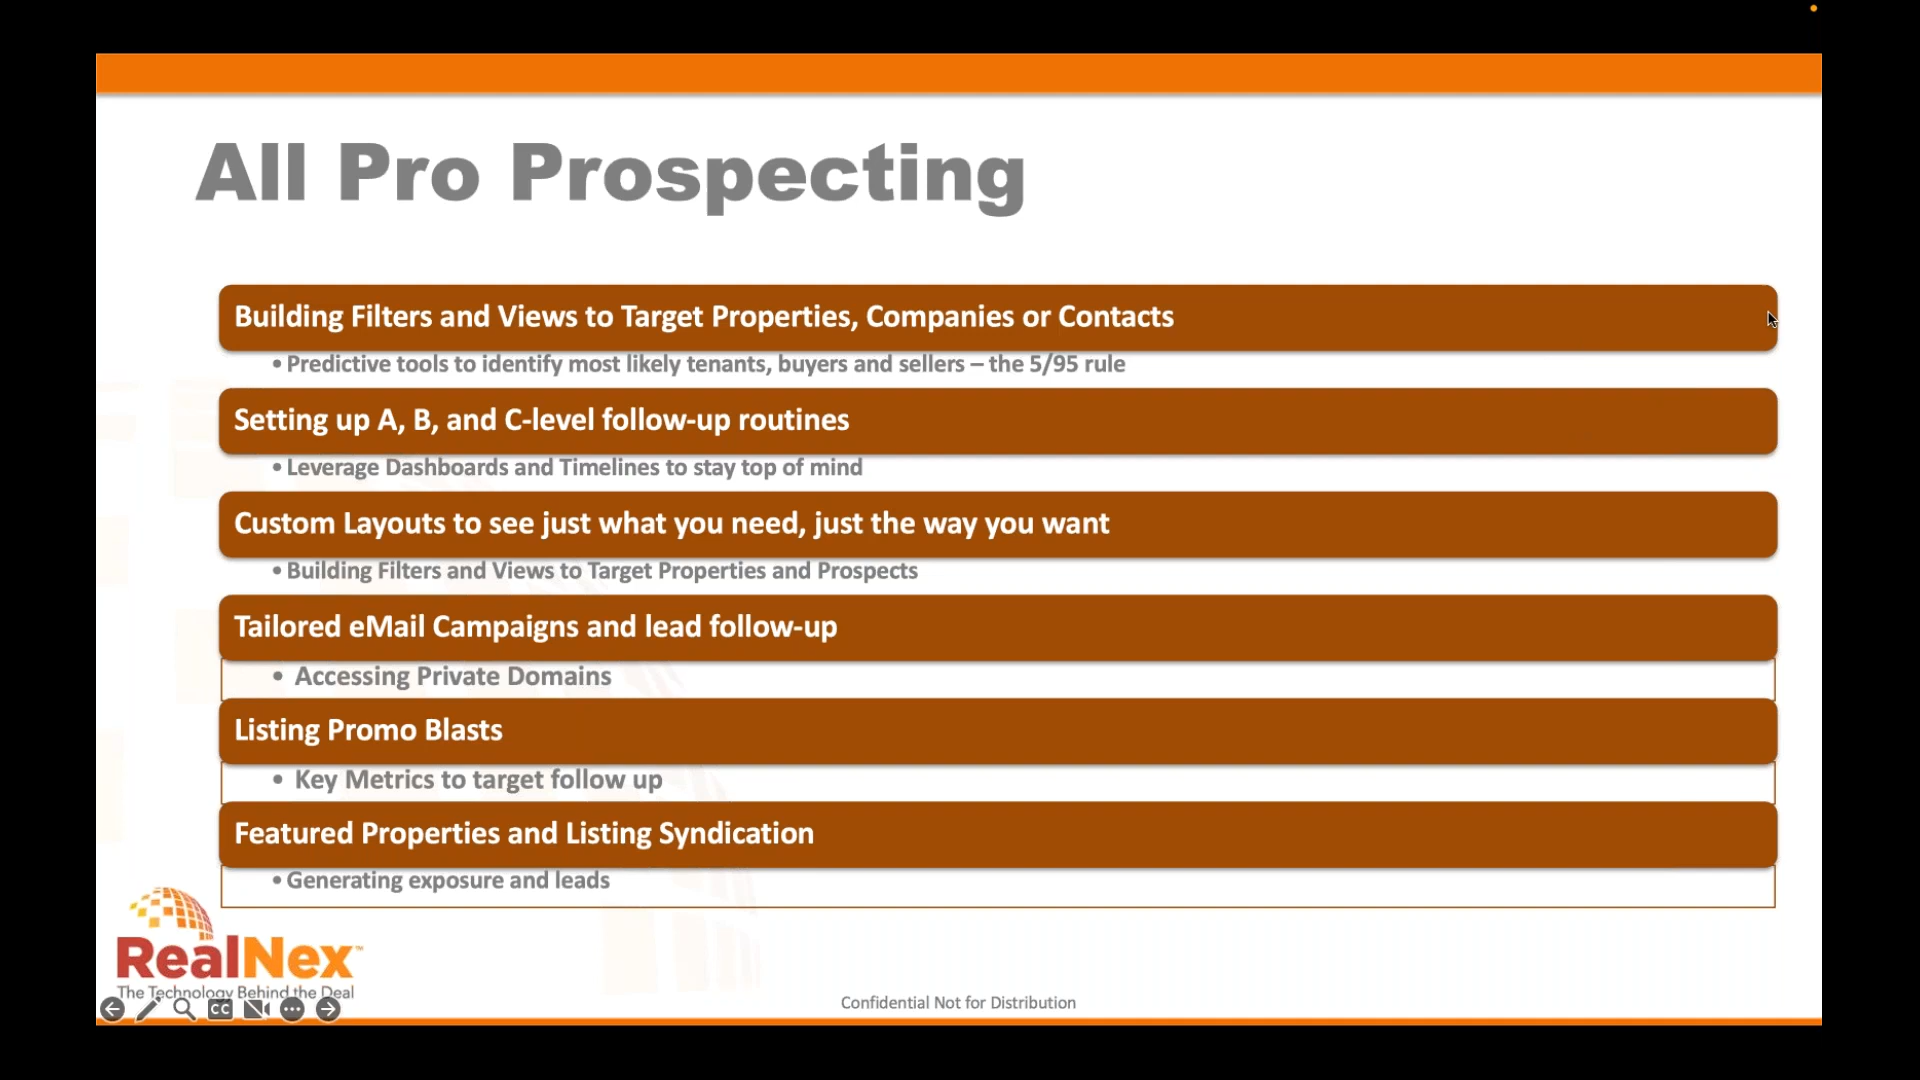 All Pro Prospecting
Building Filters and Views to Target Properties, Companies or Contacts
• Predictive tools to identify most likely tenants, buyers and sellers – the 5/95 rule
Setting up A, B, and C-level follow-up routines
• Leverage Dashboards and Timelines to stay top of mind
Custom Layouts to see just what you need, just the way you want
• Building Filters and Views to Target Properties and Prospects
Tailored eMail Campaigns and lead follow-up
• Accessing Private Domains
Listing Promo Blasts
• Key Metrics to target follow up
Featured Properties and Listing Syndication
• Generating exposure and leads
RealNex™
The Technology Behind the Deal
CC
Confidential Not for Distribution